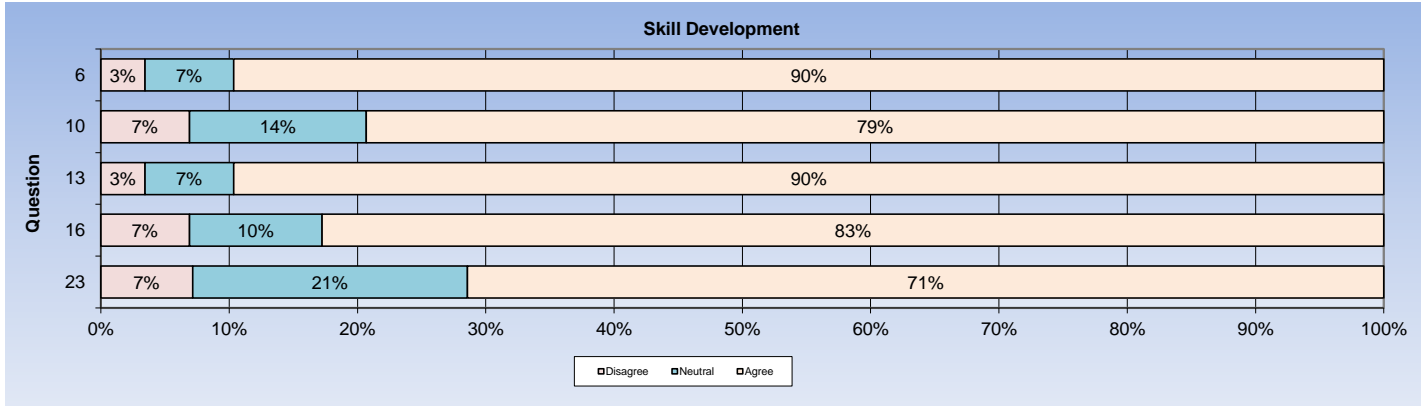 Skill Development
Question
6 3% 7% 90%
10 7% 14% 79%
13 3% 7% 90%
16 7% 10% 83%
23 7% 21% 71%
0% 10% 20% 30% 40% 50% 60% 70% 80% 90% 100%
Disagree Neutral Agree